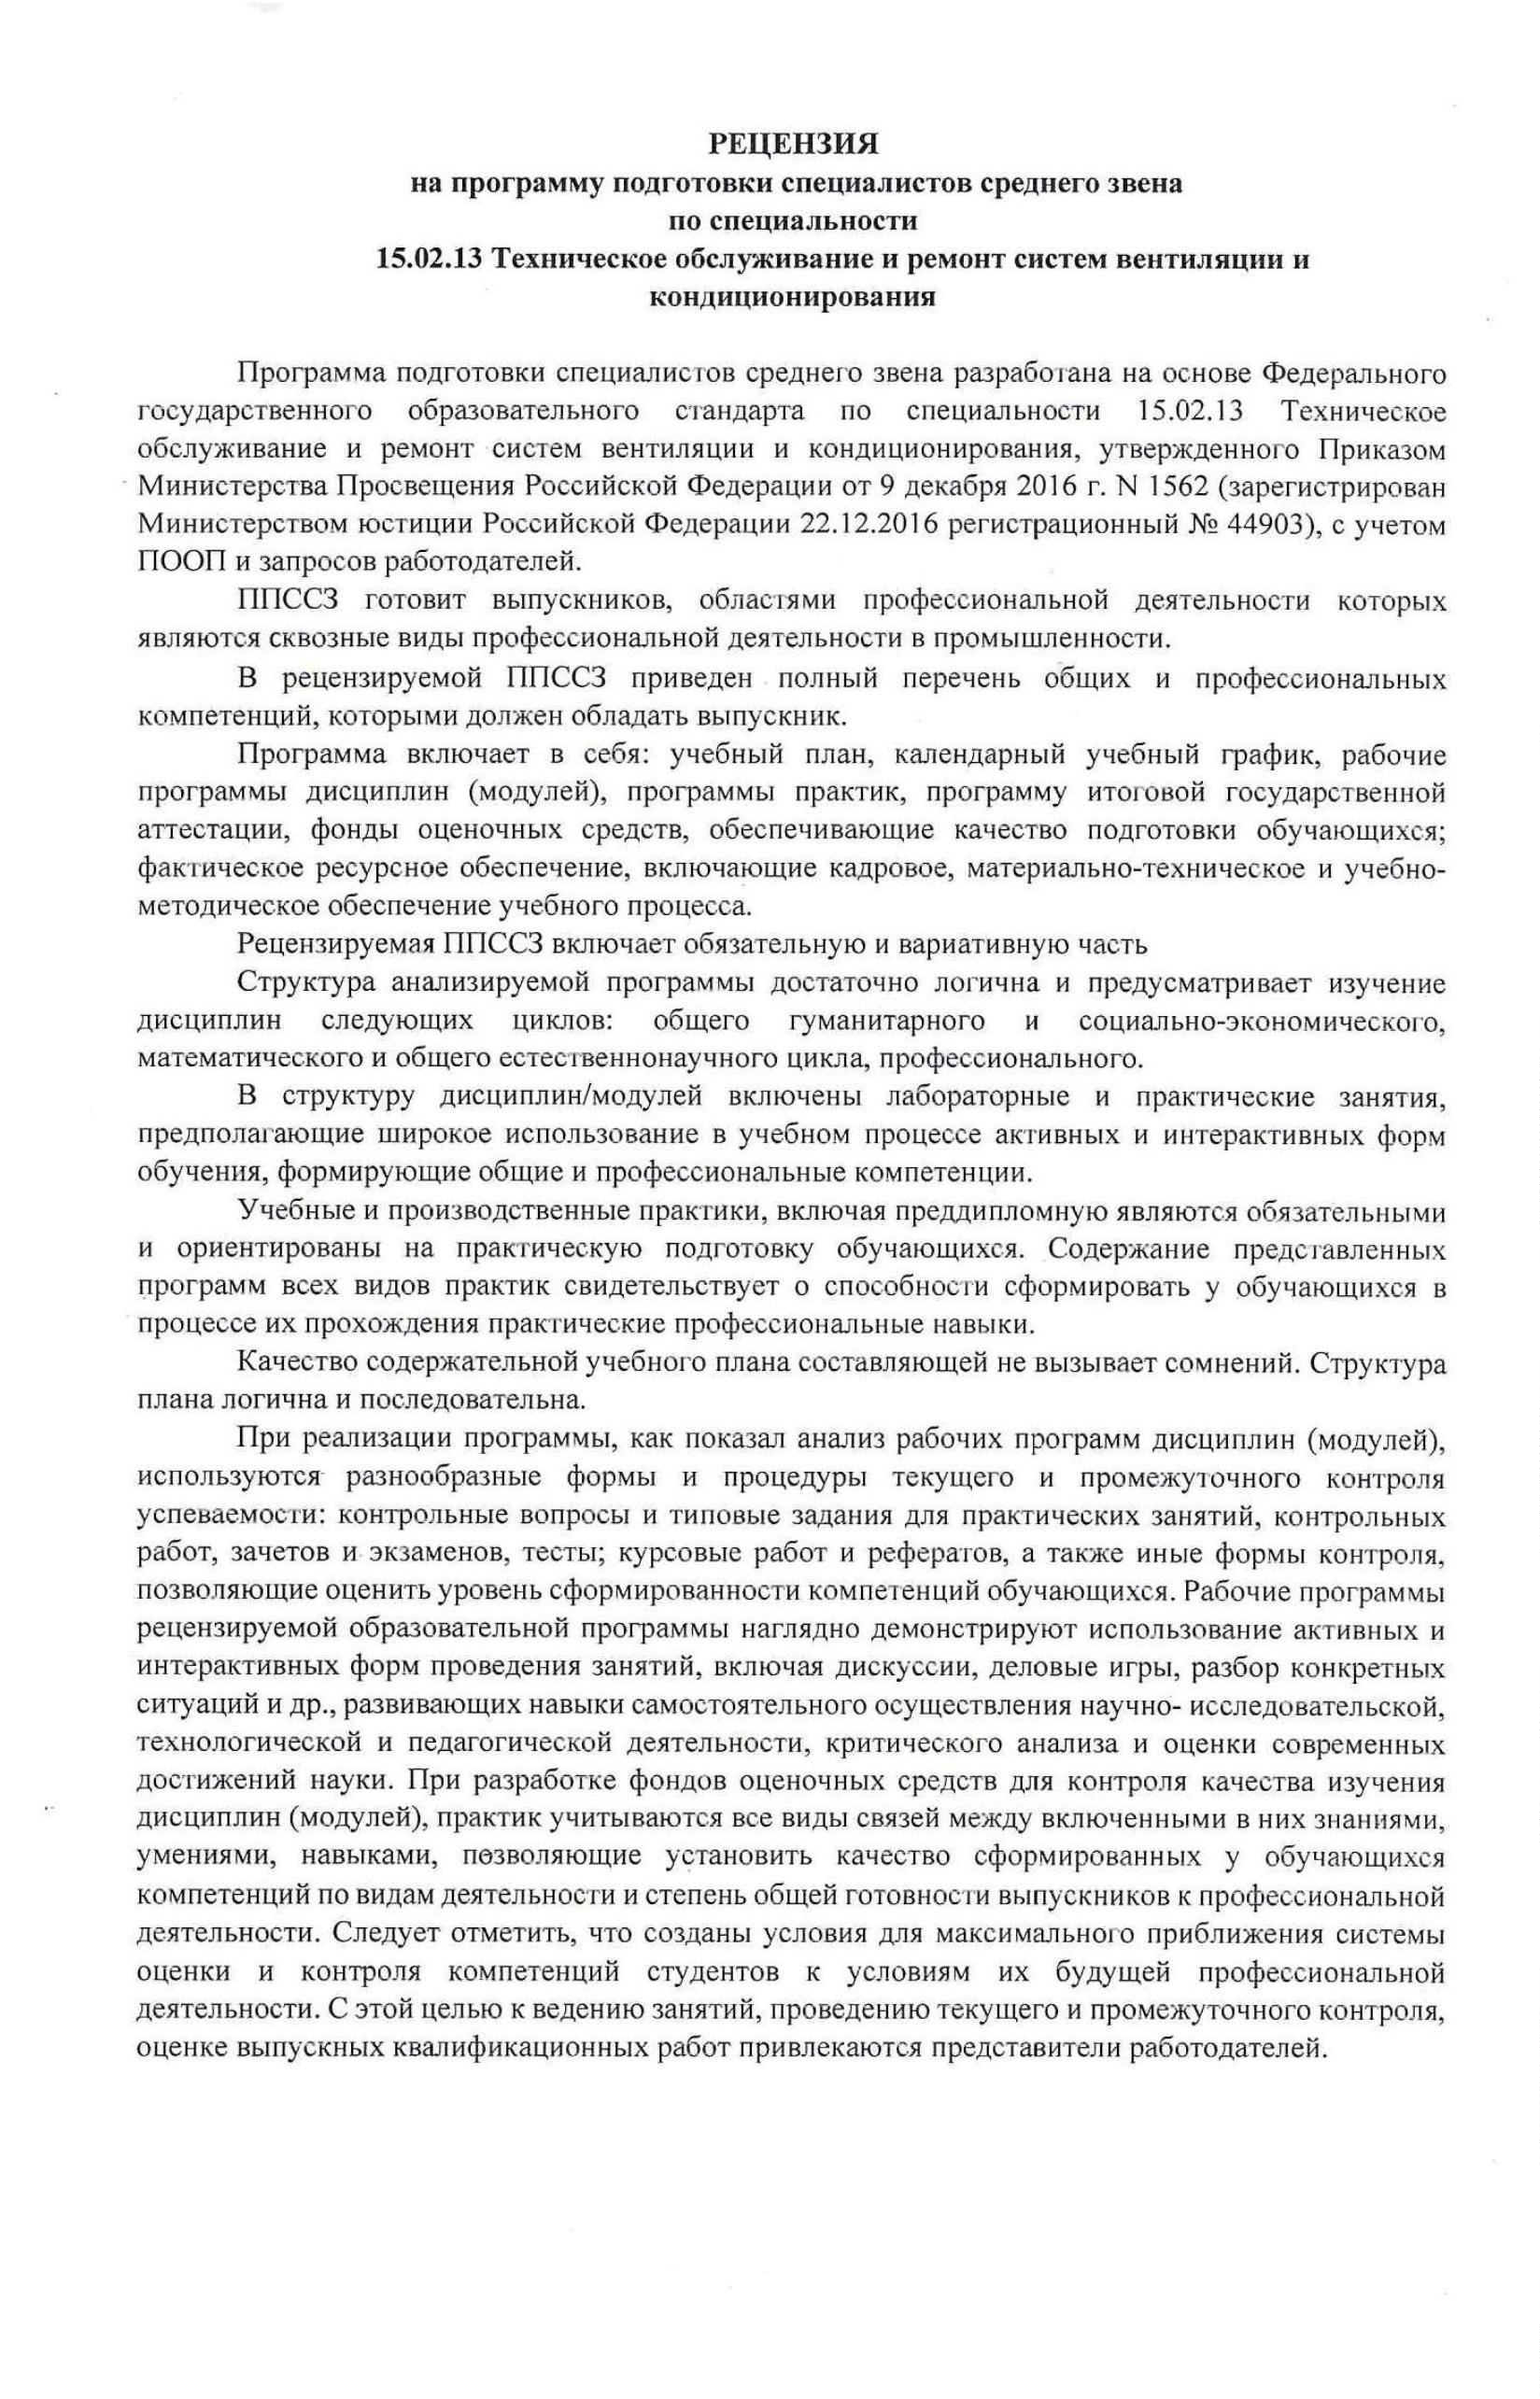 РЕЦЕНЗИЯ
на программу подготовки специалистов среднего звена
по специальности
15.02.13 Техническое обслуживание и ремонт систем вентиляции и
кондиционирования
Программа подготовки специалистов среднего звена разработана на основе Федерального
государственного образовательного стандарта по специальности 15.02.13 Техническое
обслуживание и ремонт систем вентиляции и кондиционирования, утвержденного Приказом
Министерства Просвещения Российской Федерации от 9 декабря 2016 г. N 1562 (зарегистрирован
Министерством юстиции Российской Федерации 22.12.2016 регистрационный № 44903), с учетом
ПООП и запросов работодателей.
ППССЗ готовит выпускников, областями профессиональной деятельности которых
являются сквозные виды профессиональной деятельности в промышленности.
В рецензируемой ППССЗ приведен полный перечень общих и профессиональных
компетенций, которыми должен обладать выпускник.
Программа включает в себя: учебный план, календарный учебный график, рабочие
программы дисциплин (модулей), программы практик, программу итоговой государственной
аттестации, фонды оценочных средств, обеспечивающие качество подготовки обучающихся;
фактическое ресурсное обеспечение, включающие кадровое, материально-техническое и учебно-
методическое обеспечение учебного процесса.
Рецензируемая ППССЗ включает обязательную и вариативную часть
Структура анализируемой программы достаточно логична и предусматривает изучение
дисциплин следующих циклов: общего гуманитарного и социально-экономического,
математического и общего естественнонаучного цикла, профессионального.
В структуру дисциплин/модулей включены лабораторные и практические занятия,
предполагающие широкое использование в учебном процессе активных и интерактивных форм
обучения, формирующие общие и профессиональные компетенции.
Учебные и производственные практики, включая преддипломную являются обязательными
и ориентированы на практическую подготовку обучающихся. Содержание представленных
программ всех видов практик свидетельствует о способности сформировать у обучающихся в
процессе их прохождения практические профессиональные навыки.
Качество содержательной учебного плана составляющей не вызывает сомнений. Структура
плана логична и последовательна.
При реализации программы, как показал анализ рабочих программ дисциплин (модулей),
используются разнообразные формы и процедуры текущего и промежуточного контроля
успеваемости: контрольные вопросы и типовые задания для практических занятий, контрольных
работ, зачетов и экзаменов, тесты; курсовые работ и рефератов, а также иные формы контроля,
позволяющие оценить уровень сформированности компетенций обучающихся. Рабочие программы
рецензируемой образовательной программы наглядно демонстрируют использование активных и
интерактивных форм проведения занятий, включая дискуссии, деловые игры, разбор конкретных
ситуаций и др., развивающих навыки самостоятельного осуществления научно- исследовательской,
технологической и педагогической деятельности, критического анализа и оценки современных
достижений науки. При разработке фондов оценочных средств для контроля качества изучения
дисциплин (модулей), практик учитываются все виды связей между включенными в них знаниями,
умениями, навыками, позволяющие установить качество сформированных у обучающихся
компетенций по видам деятельности и степень общей готовности выпускников к профессиональной
деятельности. Следует отметить, что созданы условия для максимального приближения системы
оценки и контроля компетенций студентов к условиям их будущей профессиональной
деятельности. С этой целью к ведению занятий, проведению текущего и промежуточного контроля,
оценке выпускных квалификационных работ привлекаются представители работодателей.